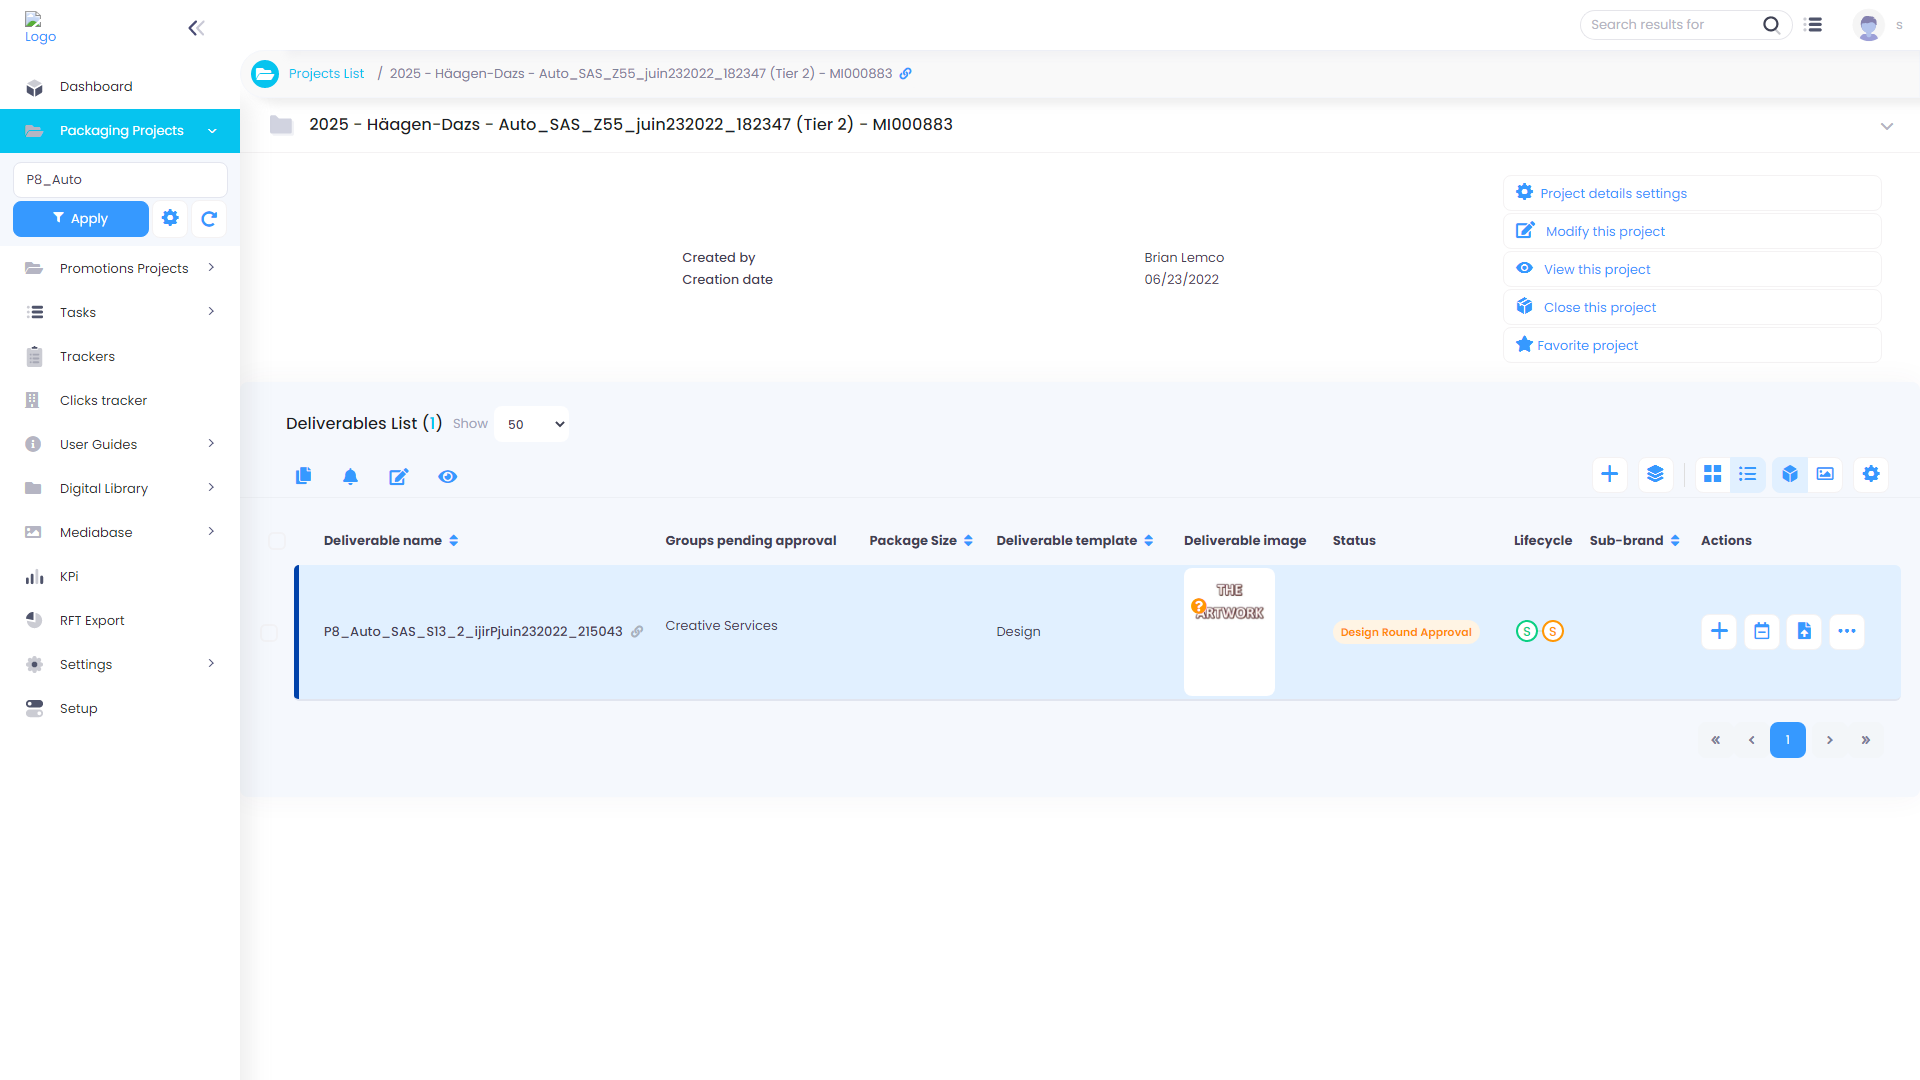 Logo
Search results for
s
Dashboard
Packaging Projects
P8_Auto
Apply
Promotions Projects
Tasks
Trackers
Clicks tracker
User Guides
Digital Library
Mediabase
KPi
RFT Export
Settings
Setup
Projects List / 2025 - Häagen-Dazs - Auto_SAS_Z55_juin232022_182347 (Tier 2) - MI000883
2025 - Häagen-Dazs - Auto_SAS_Z55_juin232022_182347 (Tier 2) - MI000883
Created by Brian Lemco
Creation date 06/23/2022
Project details settings
Modify this project
View this project
Close this project
Favorite project
Deliverables List (1) Show 50
Deliverable name Groups pending approval Package Size Deliverable template Deliverable image Status Lifecycle Sub-brand Actions
P8_Auto_SAS_S13_2_ijirPjuin232022_215043 Creative Services Design Design Round Approval S S
THE
? ARTWORK
« ‹ 1 › »